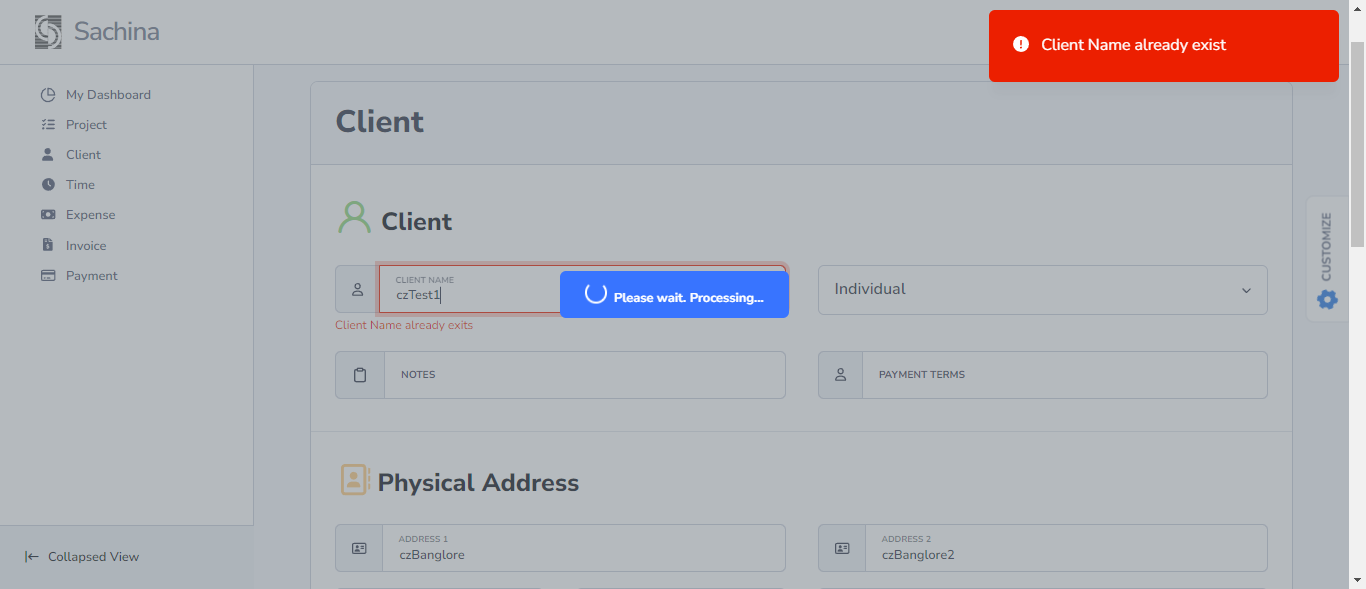 Sachina
Client Name already exist
My Dashboard
Project
Client
Time
Expense
Invoice
Payment
Collapsed View
Client
Client
CLIENT NAME
czTest1
Please wait. Processing...
Client Name already exits
Individual
NOTES
PAYMENT TERMS
Physical Address
ADDRESS 1
czBanglore
ADDRESS 2
czBanglore2
CUSTOMIZE